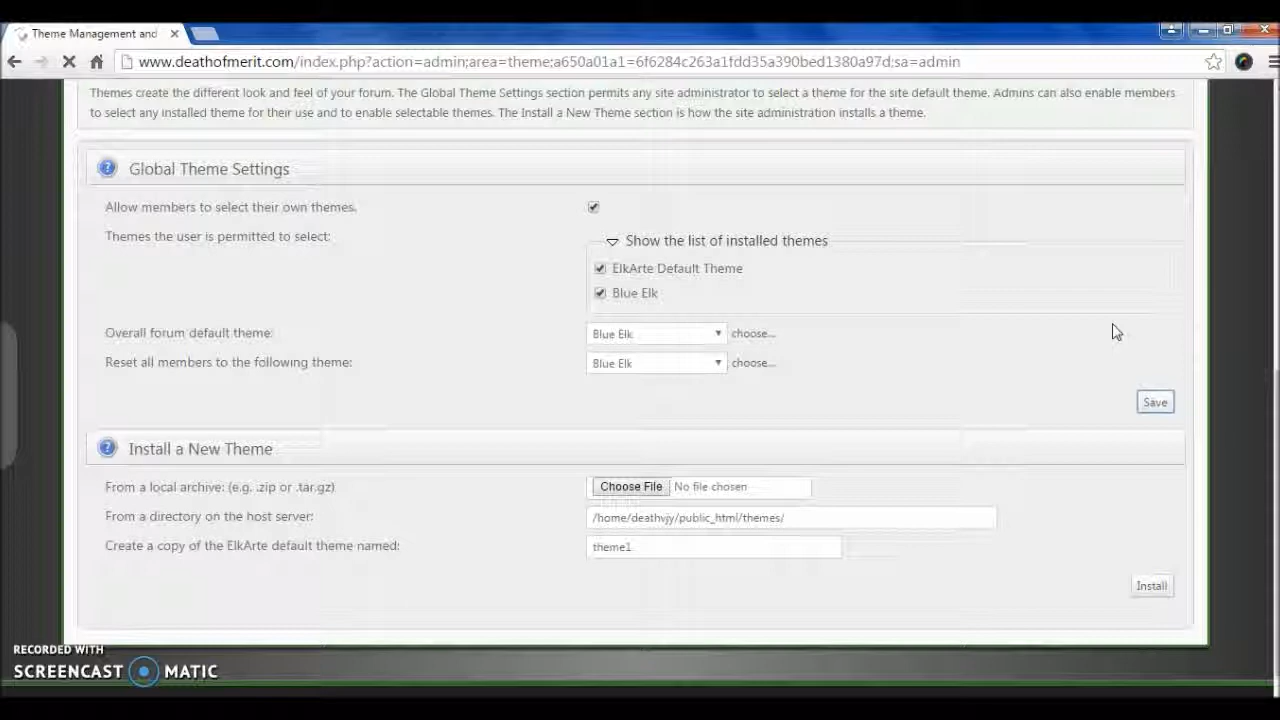 Theme Management and
www.deathofmerit.com/index.php?action=admin;area=theme;a650a01a1=6f6284c263a1fdd35a390bed1380a97d;sa=admin
Themes create the different look and feel of your forum. The Global Theme Settings section permits any site administrator to select a theme for the site default theme. Admins can also enable members
to select any installed theme for their use and to enable selectable themes. The Install a New Theme section is how the site administration installs a theme.
Global Theme Settings
Allow members to select their own themes.
Themes the user is permitted to select:
Show the list of installed themes
ElkArte Default Theme
Blue Elk
Overall forum default theme: Blue Elk choose...
Reset all members to the following theme: Blue Elk choose...
Save
Install a New Theme
From a local archive: (e.g. .zip or .tar.gz) Choose File No file chosen
From a directory on the host server: /home/deathvjy/public_html/themes/
Create a copy of the ElkArte default theme named: theme1
Install
RECORDED WITH
SCREENCAST MATIC